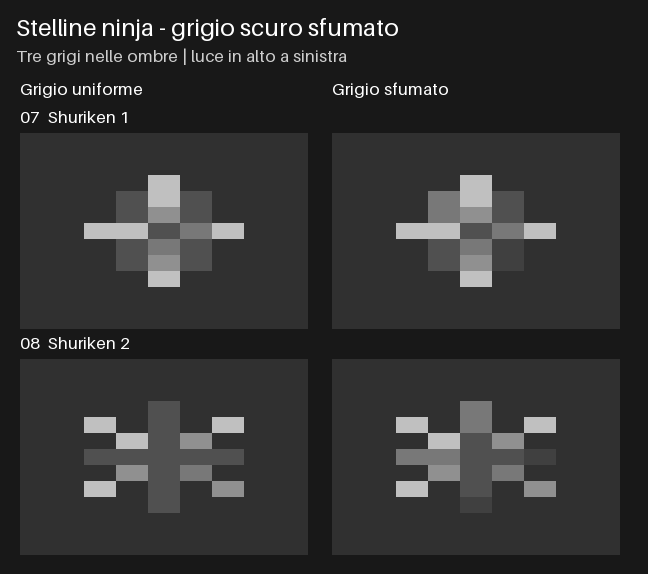 Stelline ninja - grigio scuro sfumato
Tre grigi nelle ombre | luce in alto a sinistra
Grigio uniforme
Grigio sfumato
07 Shuriken 1
08 Shuriken 2